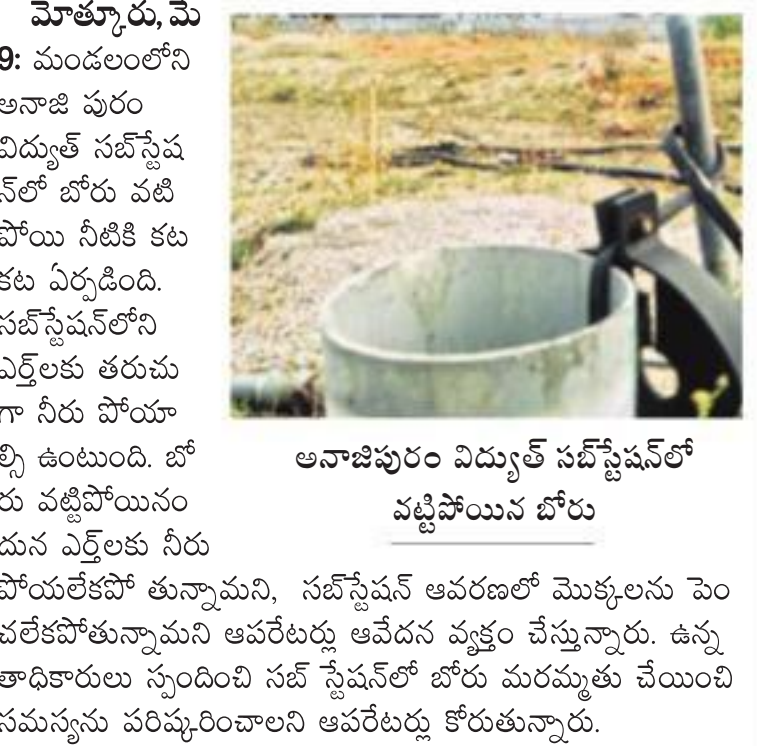 మోత్కూరు, మే
9: మండలంలోని
అనాజి పురం
విద్యుత్ సబ్‌స్టేష
న్‌లో బోరు వటి
పోయి నీటికి కట
కట ఏర్పడింది.
సబ్‌స్టేషన్‌లోని
ఎర్త్‌లకు తరుచు
గా నీరు పోయా
ల్సి ఉంటుంది. బో
రు వట్టిపోయినం
దున ఎర్త్‌లకు నీరు
పోయలేకపో తున్నామని, సబ్‌స్టేషన్ ఆవరణలో మొక్కలను పెం
చలేకపోతున్నామని ఆపరేటర్లు ఆవేదన వ్యక్తం చేస్తున్నారు. ఉన్న
తాధికారులు స్పందించి సబ్ స్టేషన్‌లో బోరు మరమ్మతు చేయించి
సమస్యను పరిష్కరించాలని ఆపరేటర్లు కోరుతున్నారు.
అనాజిపురం విద్యుత్ సబ్‌స్టేషన్‌లో
వట్టిపోయిన బోరు